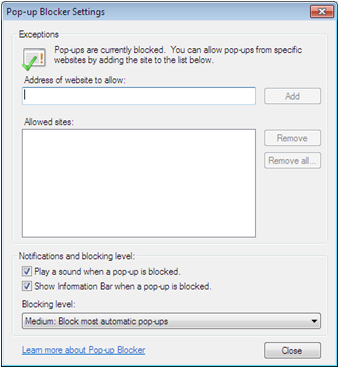 Pop-up Blocker Settings
Exceptions
Pop-ups are currently blocked. You can allow pop-ups from specific
websites by adding the site to the list below.
Address of website to allow:
Add
Allowed sites:
Remove
Remove all...
Notifications and blocking level:
Play a sound when a pop-up is blocked.
Show Information Bar when a pop-up is blocked.
Blocking level:
Medium: Block most automatic pop-ups
Learn more about Pop-up Blocker
Close